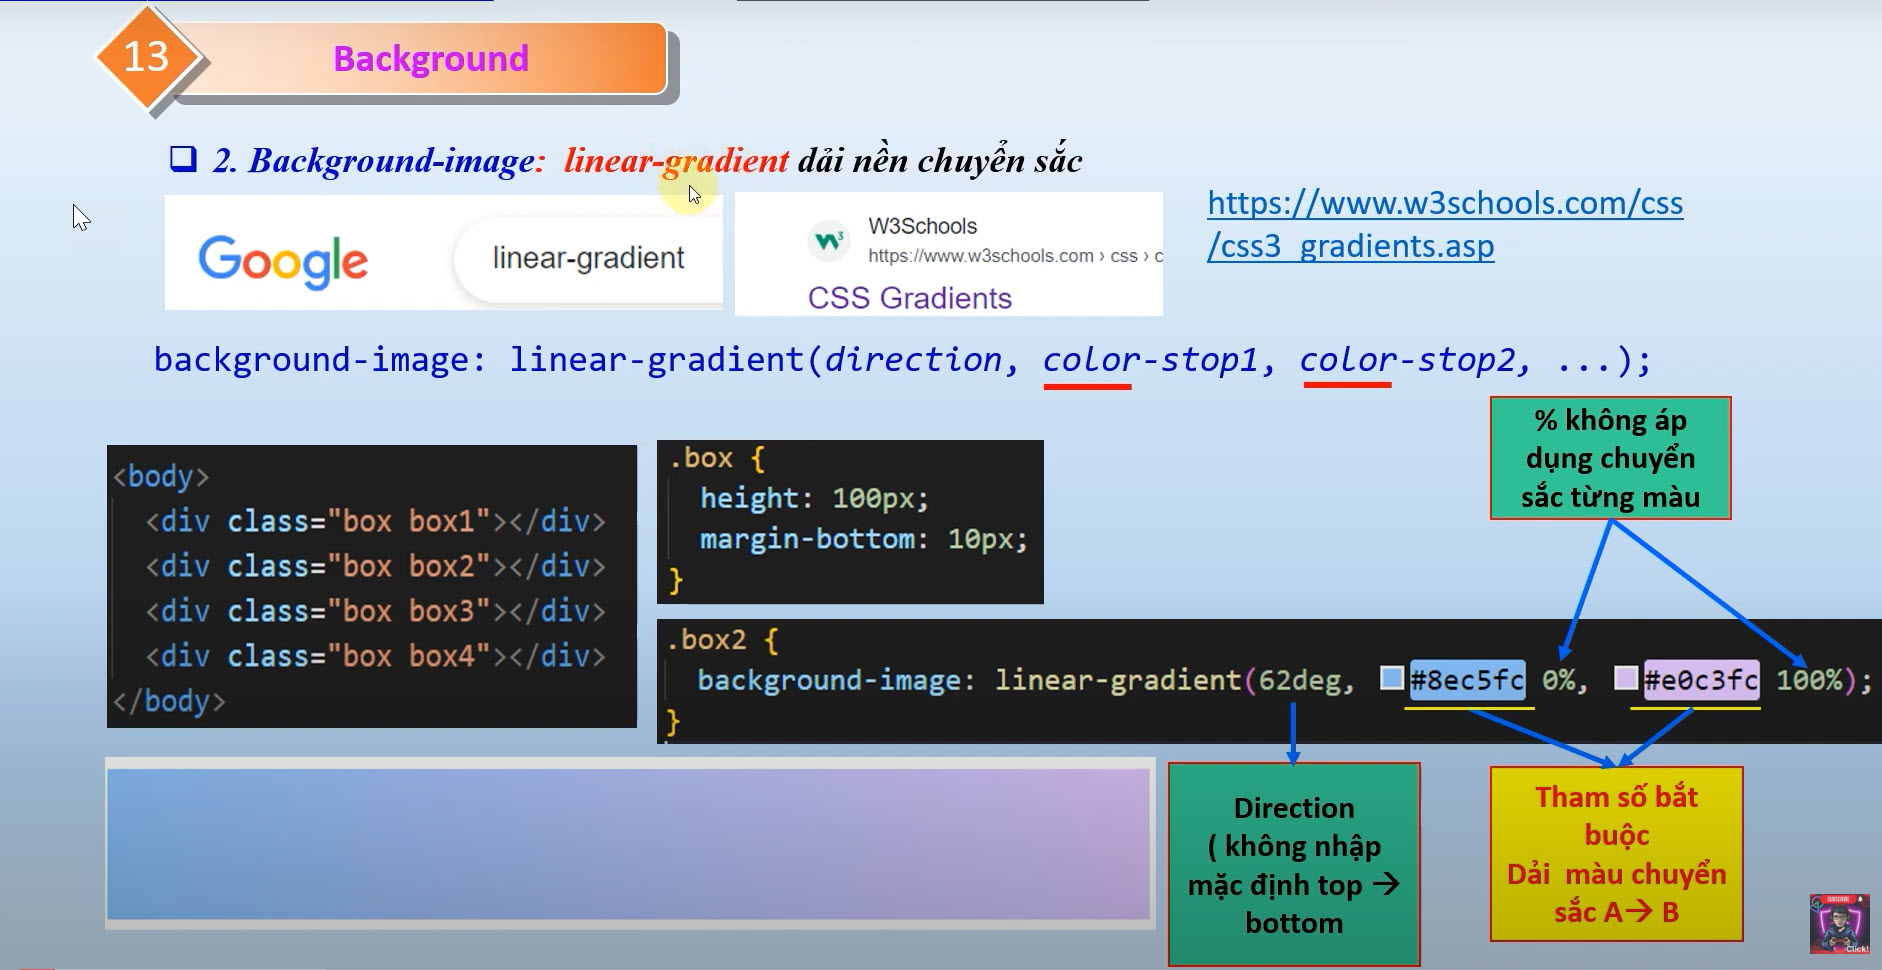 13
Background
2. Background-image: linear-gradient dải nền chuyển sắc
Google
linear-gradient
W3Schools
https://www.w3schools.com › css › c
CSS Gradients
https://www.w3schools.com/css
/css3_gradients.asp
background-image: linear-gradient(direction, color-stop1, color-stop2, ...);
% không áp
dụng chuyển
sắc từng màu
<body>
<div class="box box1"></div>
<div class="box box2"></div>
<div class="box box3"></div>
<div class="box box4"></div>
</body>
.box {
height: 100px;
margin-bottom: 10px;
}
.box2 {
background-image: linear-gradient(62deg, #8ec5fc 0%, #e0c3fc 100%);
}
Direction
( không nhập
mặc định top →
bottom
Tham số bắt
buộc
Dải màu chuyển
sắc A→ B
SUBSCRIBE
Click!